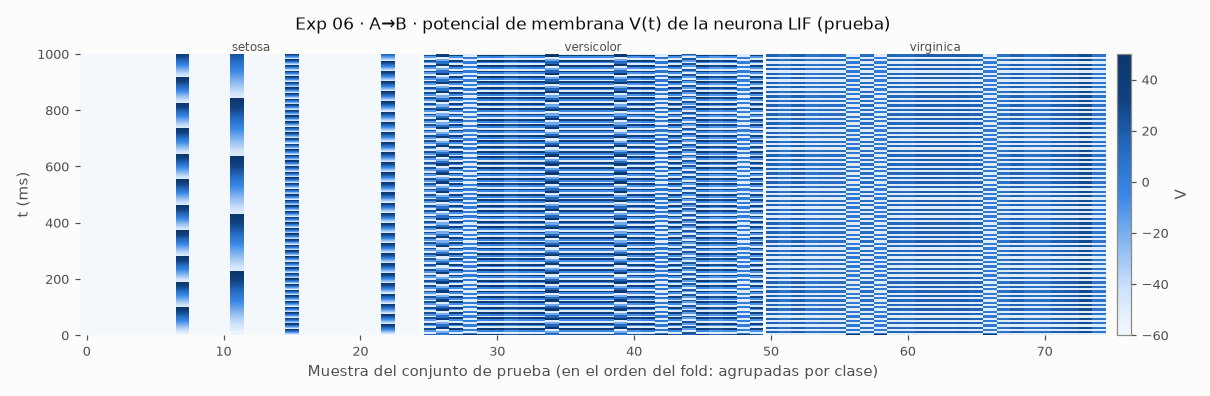 Exp 06 · A→B · potencial de membrana V(t) de la neurona LIF (prueba)
setosa versicolor virginica
1000
800
600
400
200
0
t (ms)
0 10 20 30 40 50 60 70
Muestra del conjunto de prueba (en el orden del fold: agrupadas por clase)
40
20
0
−20
−40
−60
V